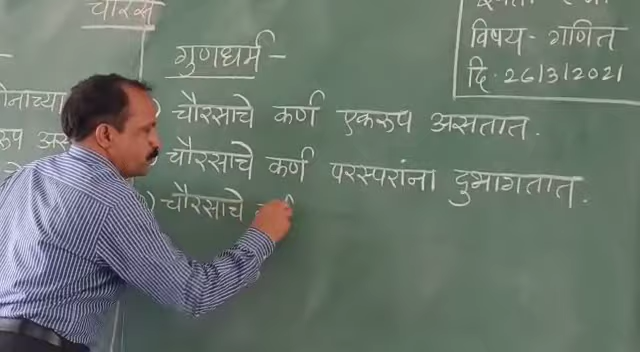 चौरस
विषय - गणित
दि. 26/3/2021
गुणधर्म -
चौरसाचे कर्ण एकरूप असतात.
चौरसाचे कर्ण परस्परांना दुभागतात.
चौरसाचे